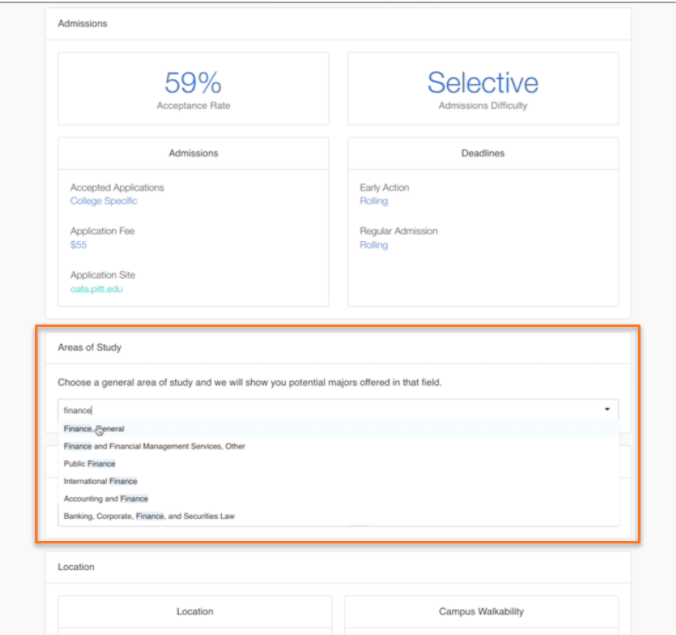 Admissions
59%
Acceptance Rate
Selective
Admissions Difficulty
Admissions
Accepted Applications
College Specific
Application Fee
$55
Application Site
oafa.pitt.edu
Deadlines
Early Action
Rolling
Regular Admission
Rolling
Areas of Study
Choose a general area of study and we will show you potential majors offered in that field.
finance
Finance, General
Finance and Financial Management Services, Other
Public Finance
International Finance
Accounting and Finance
Banking, Corporate, Finance, and Securities Law
Location
Location
Campus Walkability